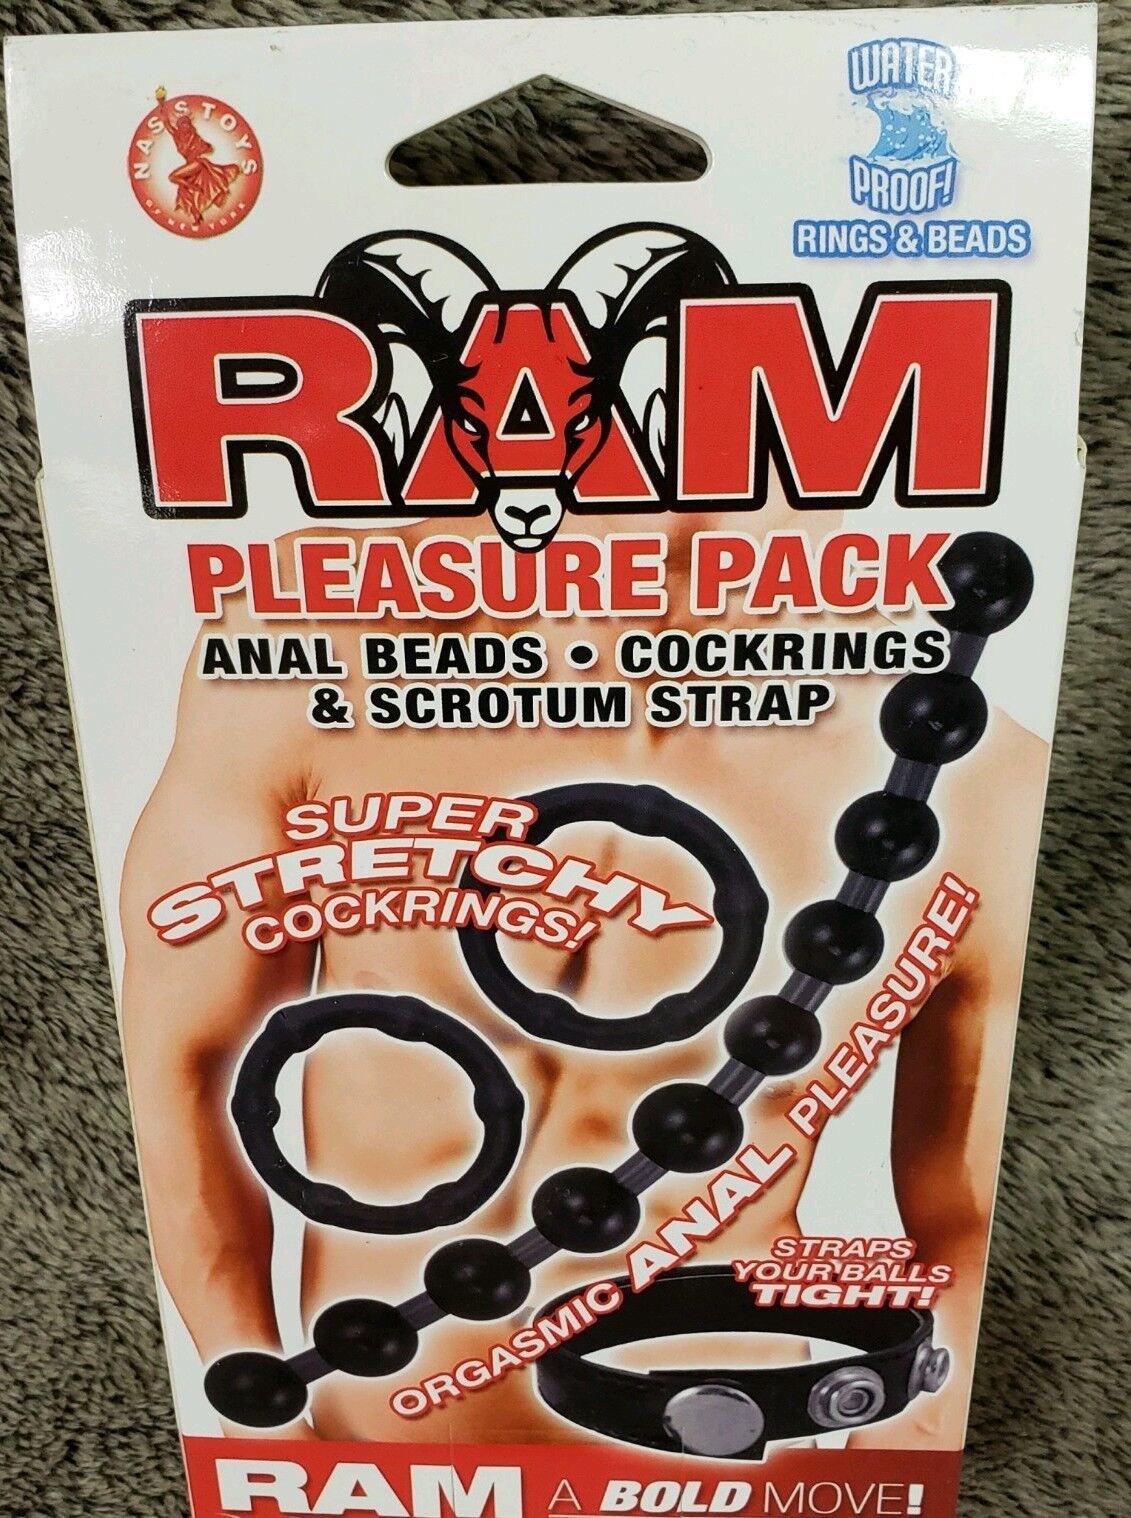 NASSTOYS
OF NEW YORK
WATER
PROOF!
RINGS & BEADS
RAM
PLEASURE PACK
ANAL BEADS • COCKRINGS
& SCROTUM STRAP
SUPER
STRETCHY
COCKRINGS!
ORGASMIC ANAL PLEASURE!
STRAPS
YOUR BALLS
TIGHT!
RAM A BOLD MOVE!